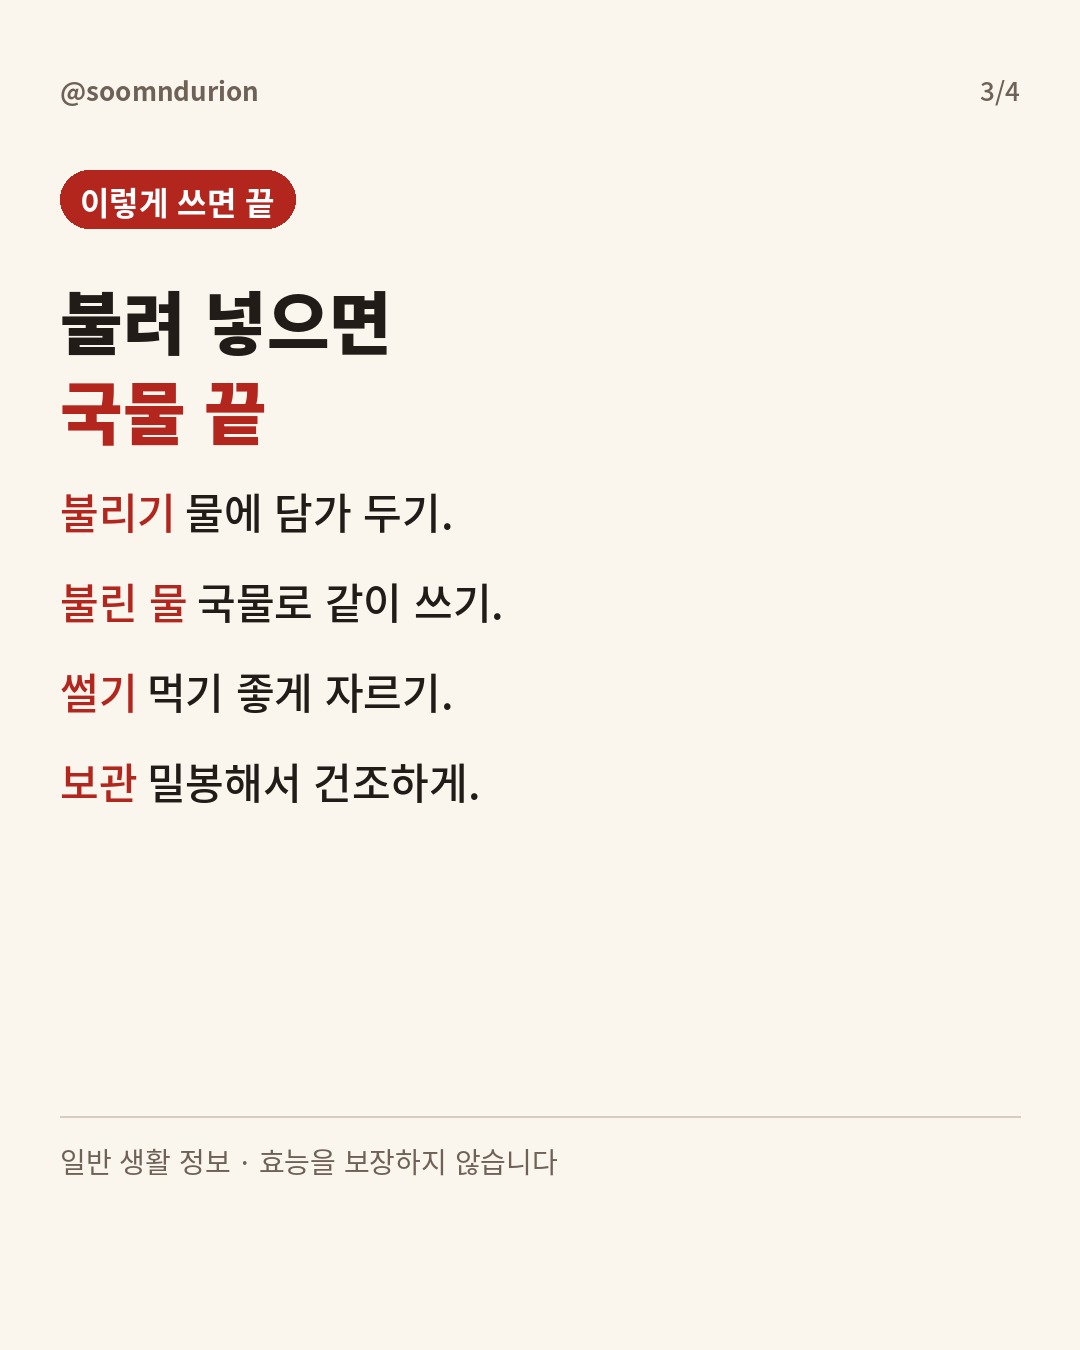 @soomndurion
3/4
이렇게 쓰면 끝
불려 넣으면
국물 끝
불리기 물에 담가 두기.
불린 물 국물로 같이 쓰기.
썰기 먹기 좋게 자르기.
보관 밀봉해서 건조하게.
일반 생활 정보 · 효능을 보장하지 않습니다